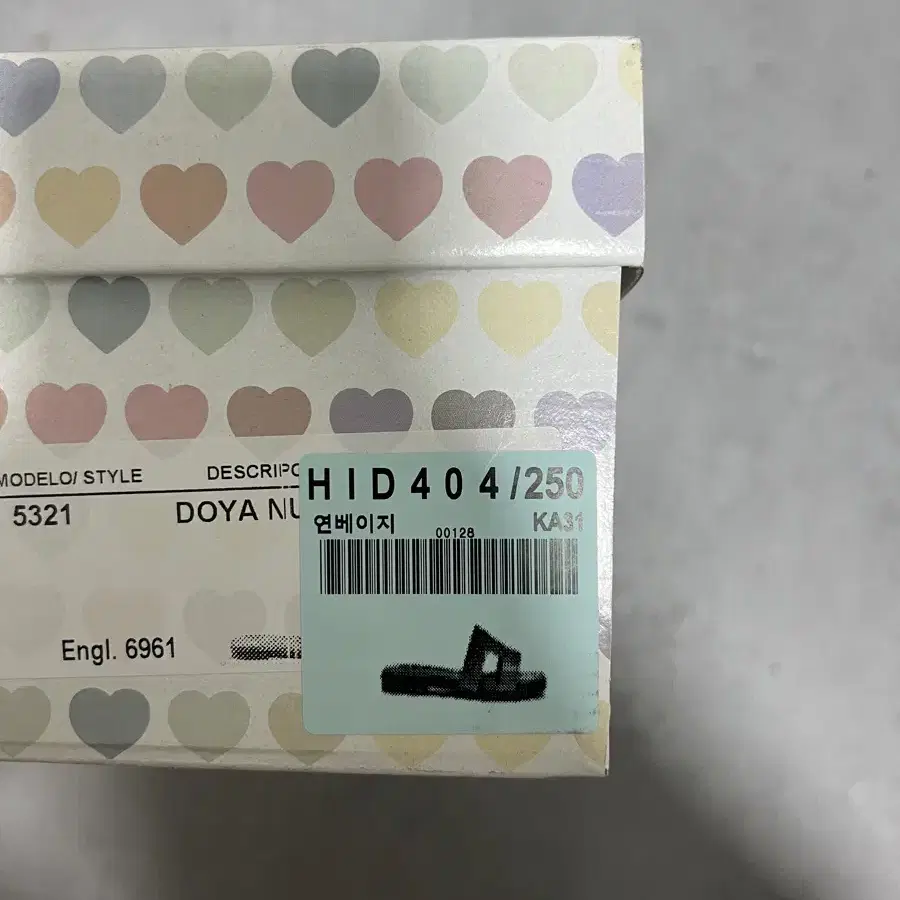 MODELO/ STYLE
DESCRIPC
5321
DOYA NU
Engl. 6961
HID404/250
연베이지
KA31
00128